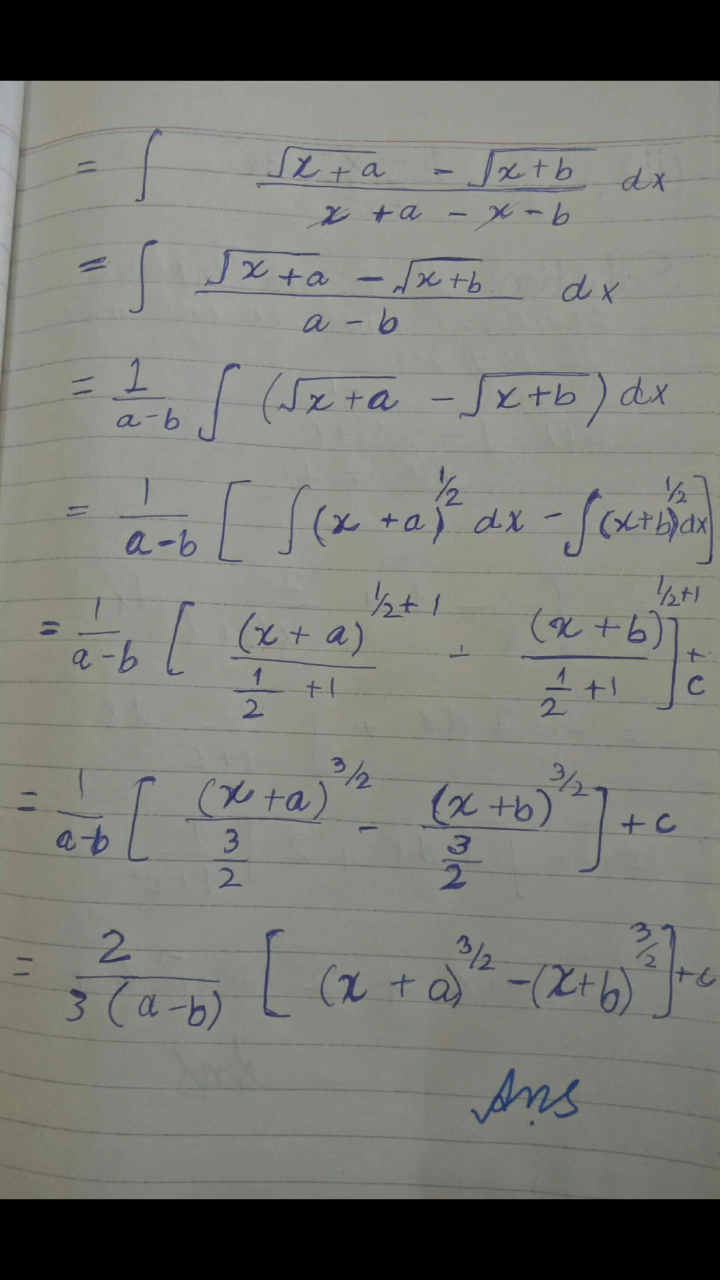 = ∫ (√(x+a) - √(x+b))/(x+a-x-b) dx
= ∫ (√(x+a) - √(x+b))/(a-b) dx
= 1/(a-b) ∫ (√(x+a) - √(x+b)) dx
= 1/(a-b) [ ∫(x+a)^(1/2) dx - ∫(x+b)^(1/2) dx ]
= 1/(a-b) [ (x+a)^(1/2+1)/(1/2+1) - (x+b)^(1/2+1)/(1/2+1) ] + c
= 1/(a-b) [ (x+a)^(3/2)/(3/2) - (x+b)^(3/2)/(3/2) ] + c
= 2/(3(a-b)) [ (x+a)^(3/2) - (x+b)^(3/2) ] + c
Ans